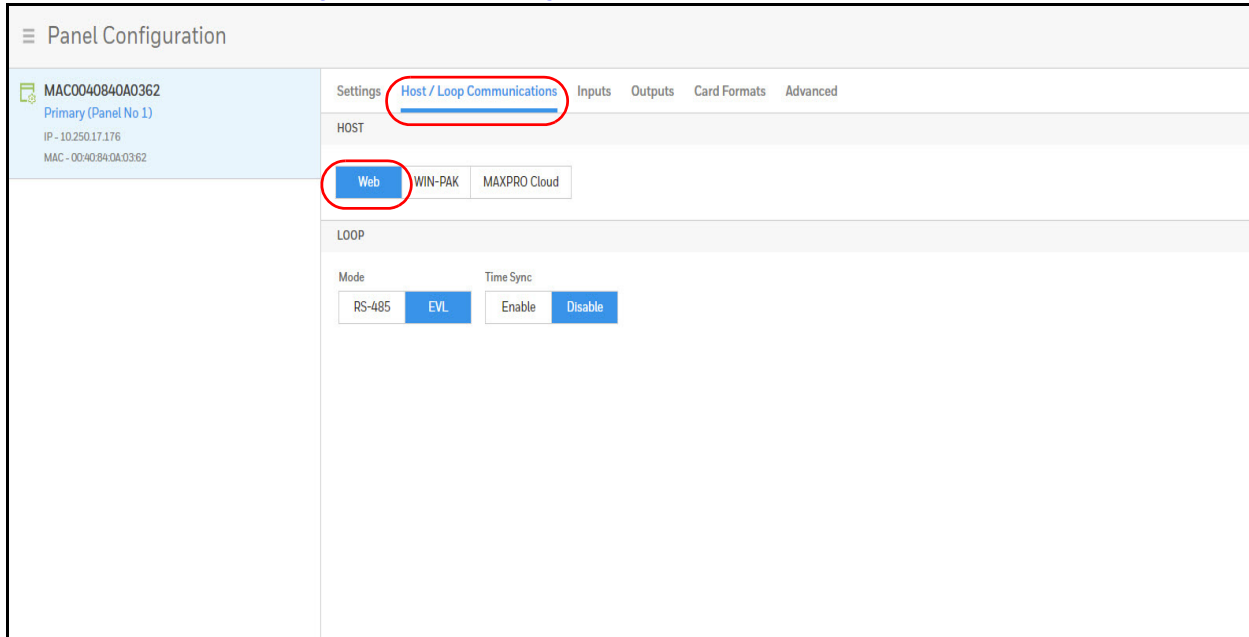 Panel Configuration
MAC0040840A0362
Primary (Panel No 1)
IP - 10.250.17.176
MAC - 00:40:84:0A:03:62
Settings Host / Loop Communications Inputs Outputs Card Formats Advanced
HOST
Web WIN-PAK MAXPRO Cloud
LOOP
Mode Time Sync
RS-485 EVL Enable Disable